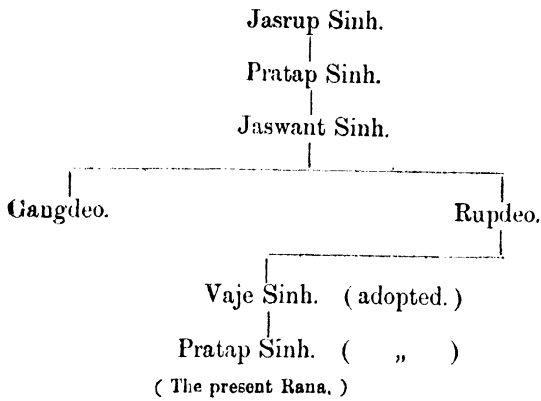 Jasrup Sinh.
Pratap Sinh.
Jaswant Sinh.
Gangdeo. Rupdeo.
Vaje Sinh. ( adopted. )
Pratap Sinh. ( „ )
( The present Rana. )